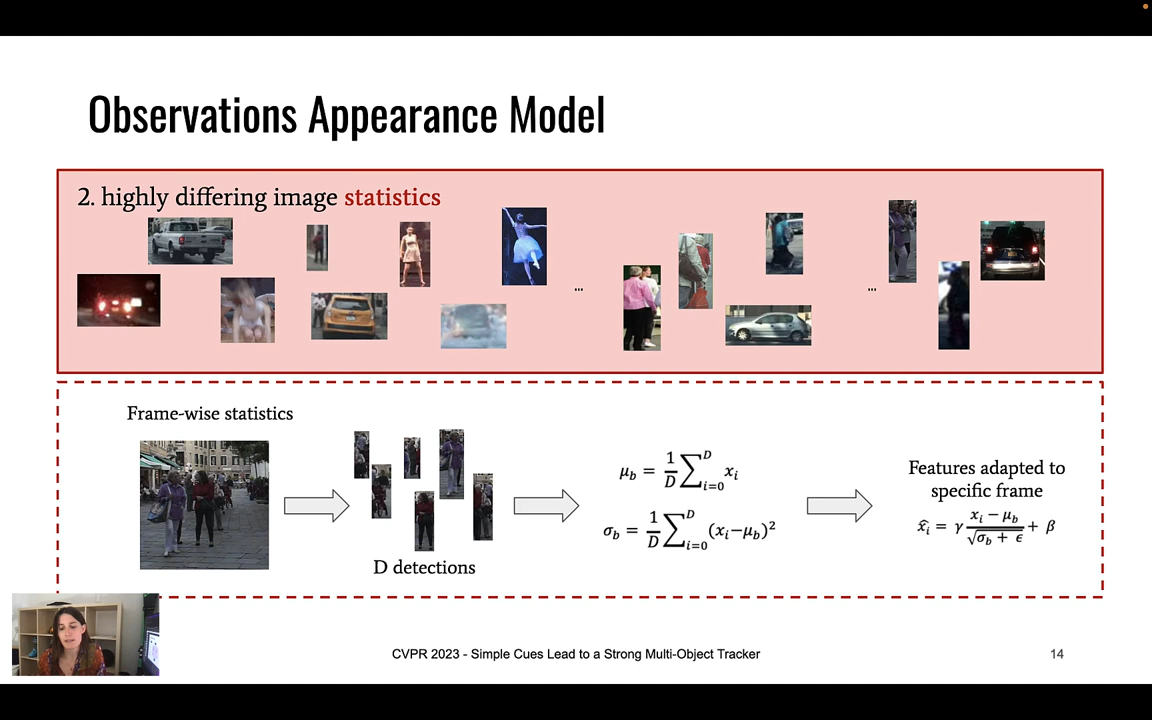 Observations Appearance Model
2. highly differing image statistics
...
...
Frame-wise statistics
D detections
μ_b = 1/D ∑_{i=0}^{D} x_i
σ_b = 1/D ∑_{i=0}^{D} (x_i−μ_b)²
Features adapted to
specific frame
x̂_i = γ (x_i − μ_b)/√(σ_b + ϵ) + β
CVPR 2023 - Simple Cues Lead to a Strong Multi-Object Tracker
14